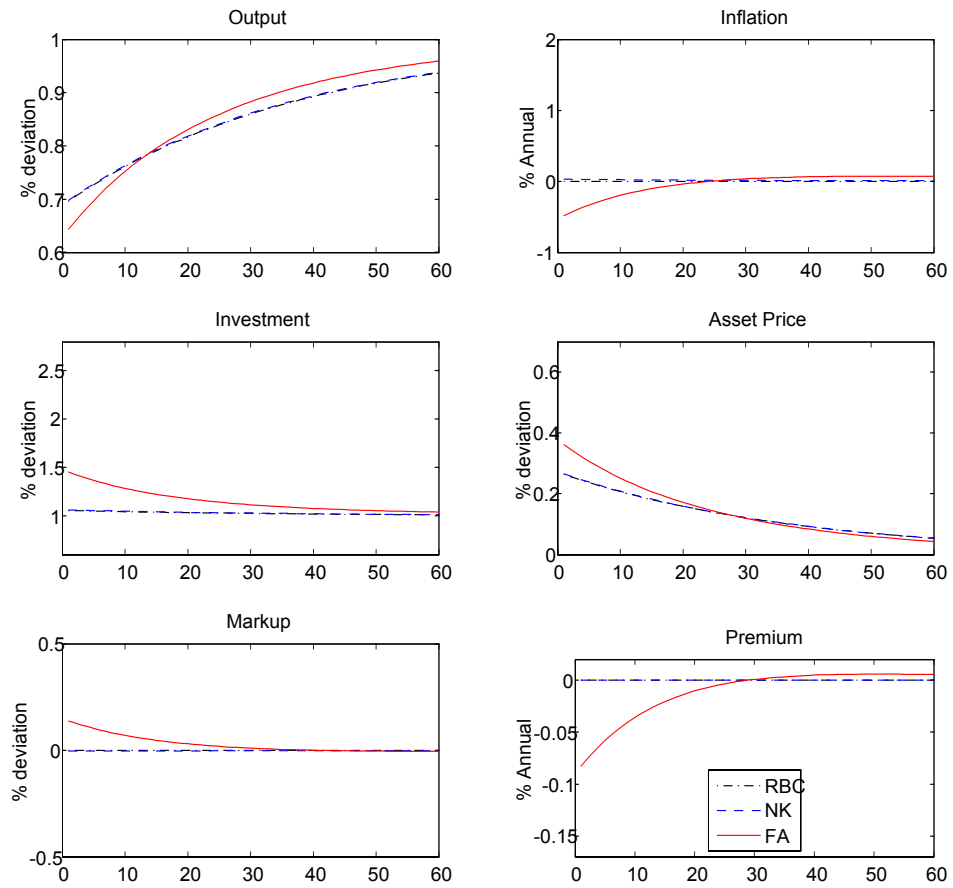 Output
% deviation
1
0.9
0.8
0.7
0.6
0 10 20 30 40 50 60
Inflation
% Annual
2
1
0
-1
0 10 20 30 40 50 60
Investment
% deviation
2.5
2
1.5
1
0 10 20 30 40 50 60
Asset Price
% deviation
0.6
0.4
0.2
0
0 10 20 30 40 50 60
Markup
% deviation
0.5
0
-0.5
0 10 20 30 40 50 60
Premium
% Annual
0
-0.05
-0.1
-0.15
0 10 20 30 40 50 60
RBC
NK
FA